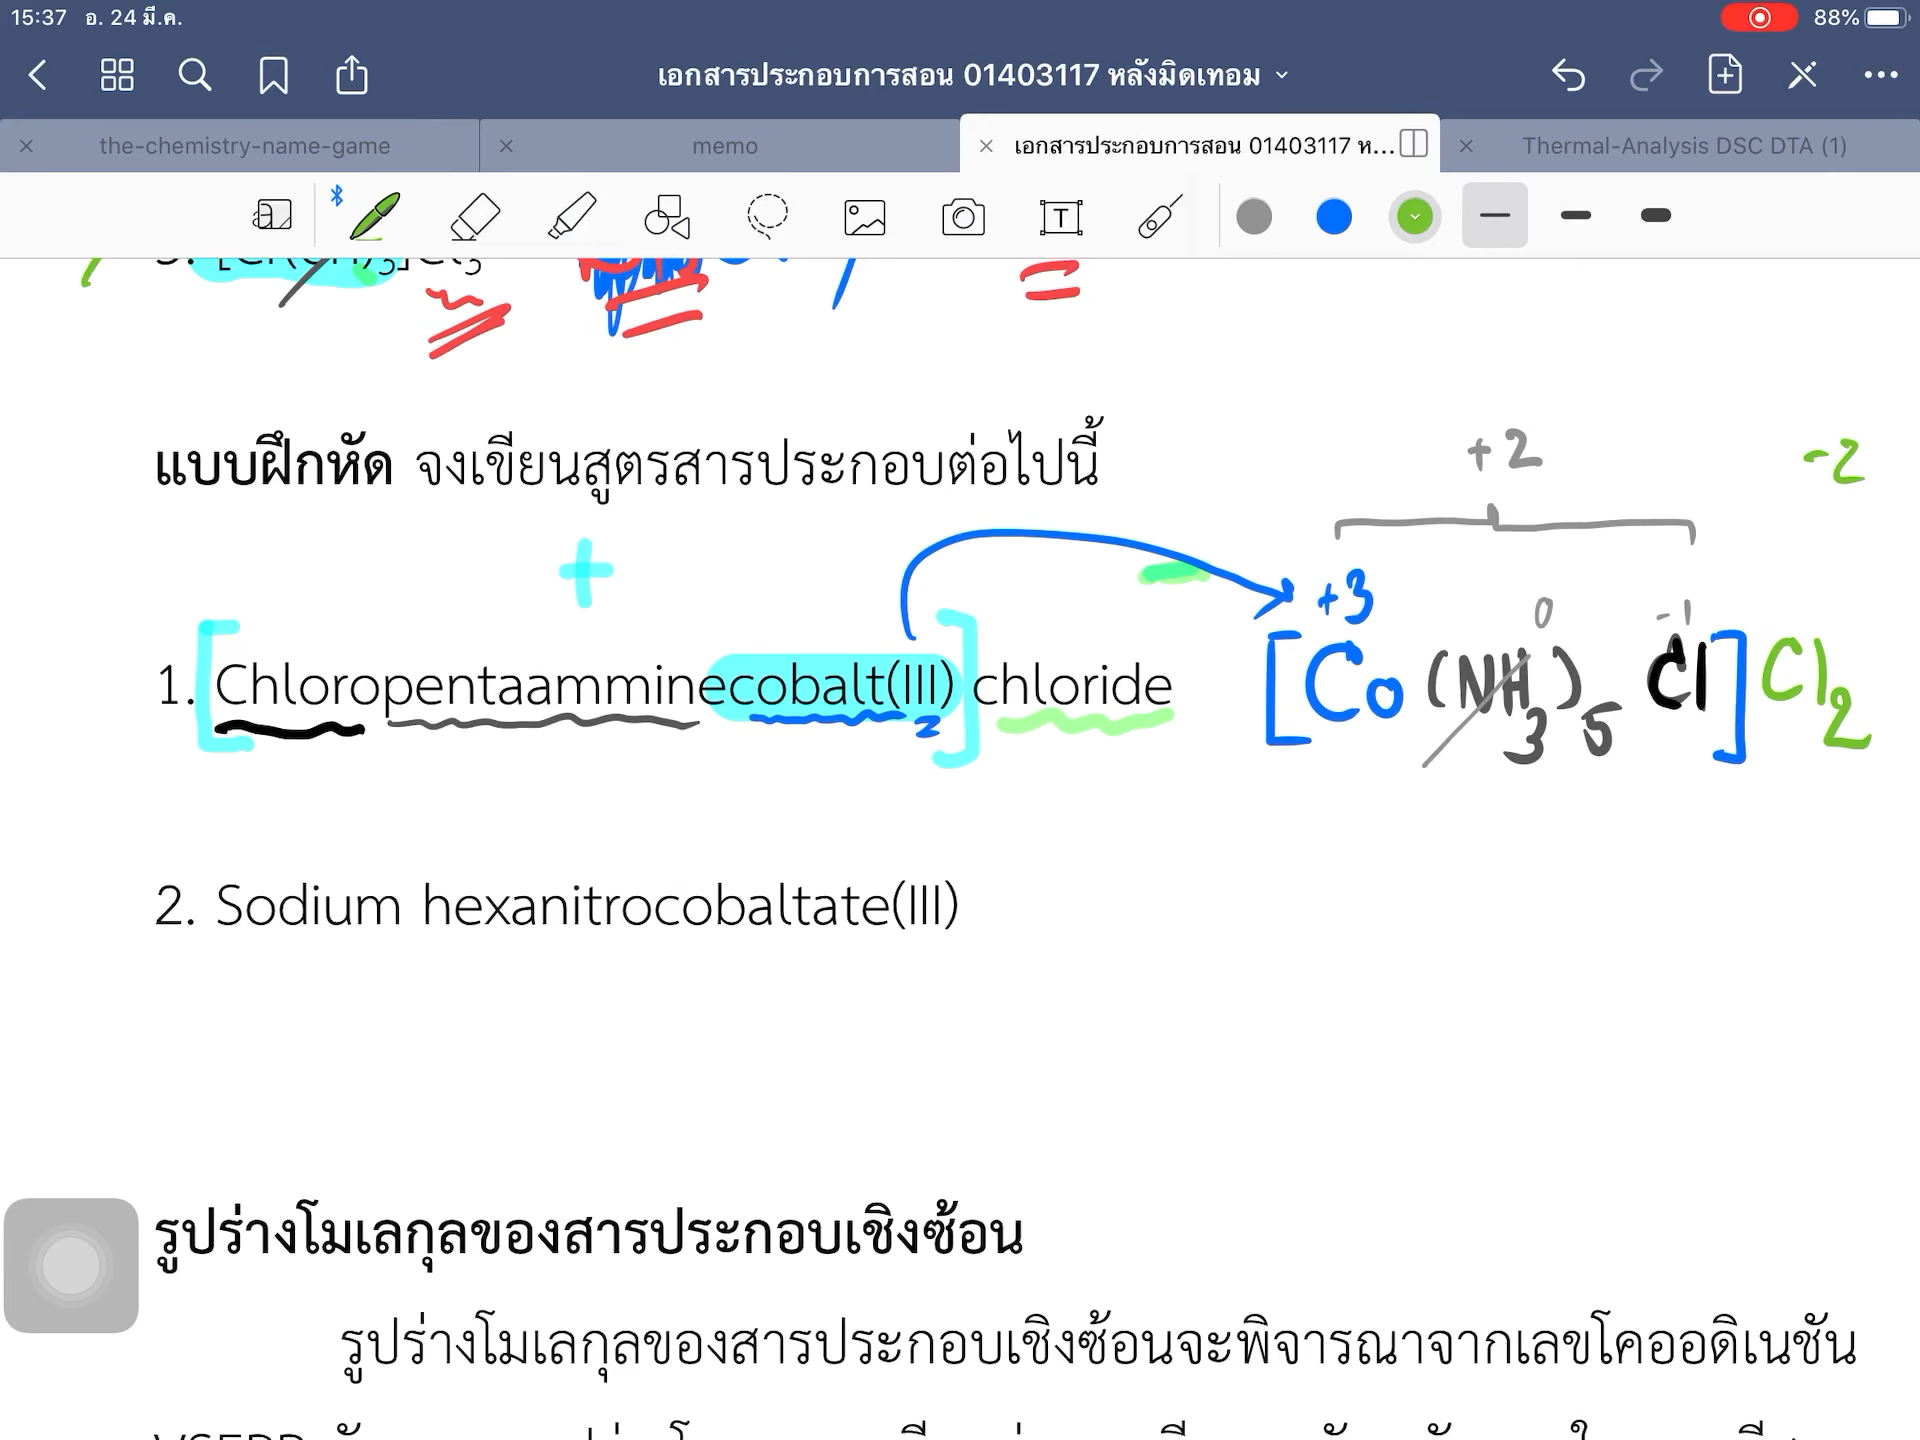 15:37 อ. 24 มี.ค.
88%
เอกสารประกอบการสอน 01403117 หลังมิดเทอม
the-chemistry-name-game
memo
เอกสารประกอบการสอน 01403117 ห...
Thermal-Analysis DSC DTA (1)
แบบฝึกหัด จงเขียนสูตรสารประกอบต่อไปนี้
+2 -2
+ -
+3 0 -1
1. [Chloropentaamminecobalt(III)] chloride [Co(NH3)5Cl]Cl2
2. Sodium hexanitrocobaltate(III)
รูปร่างโมเลกุลของสารประกอบเชิงซ้อน
รูปร่างโมเลกุลของสารประกอบเชิงซ้อนจะพิจารณาจากเลขโคออดิเนชัน